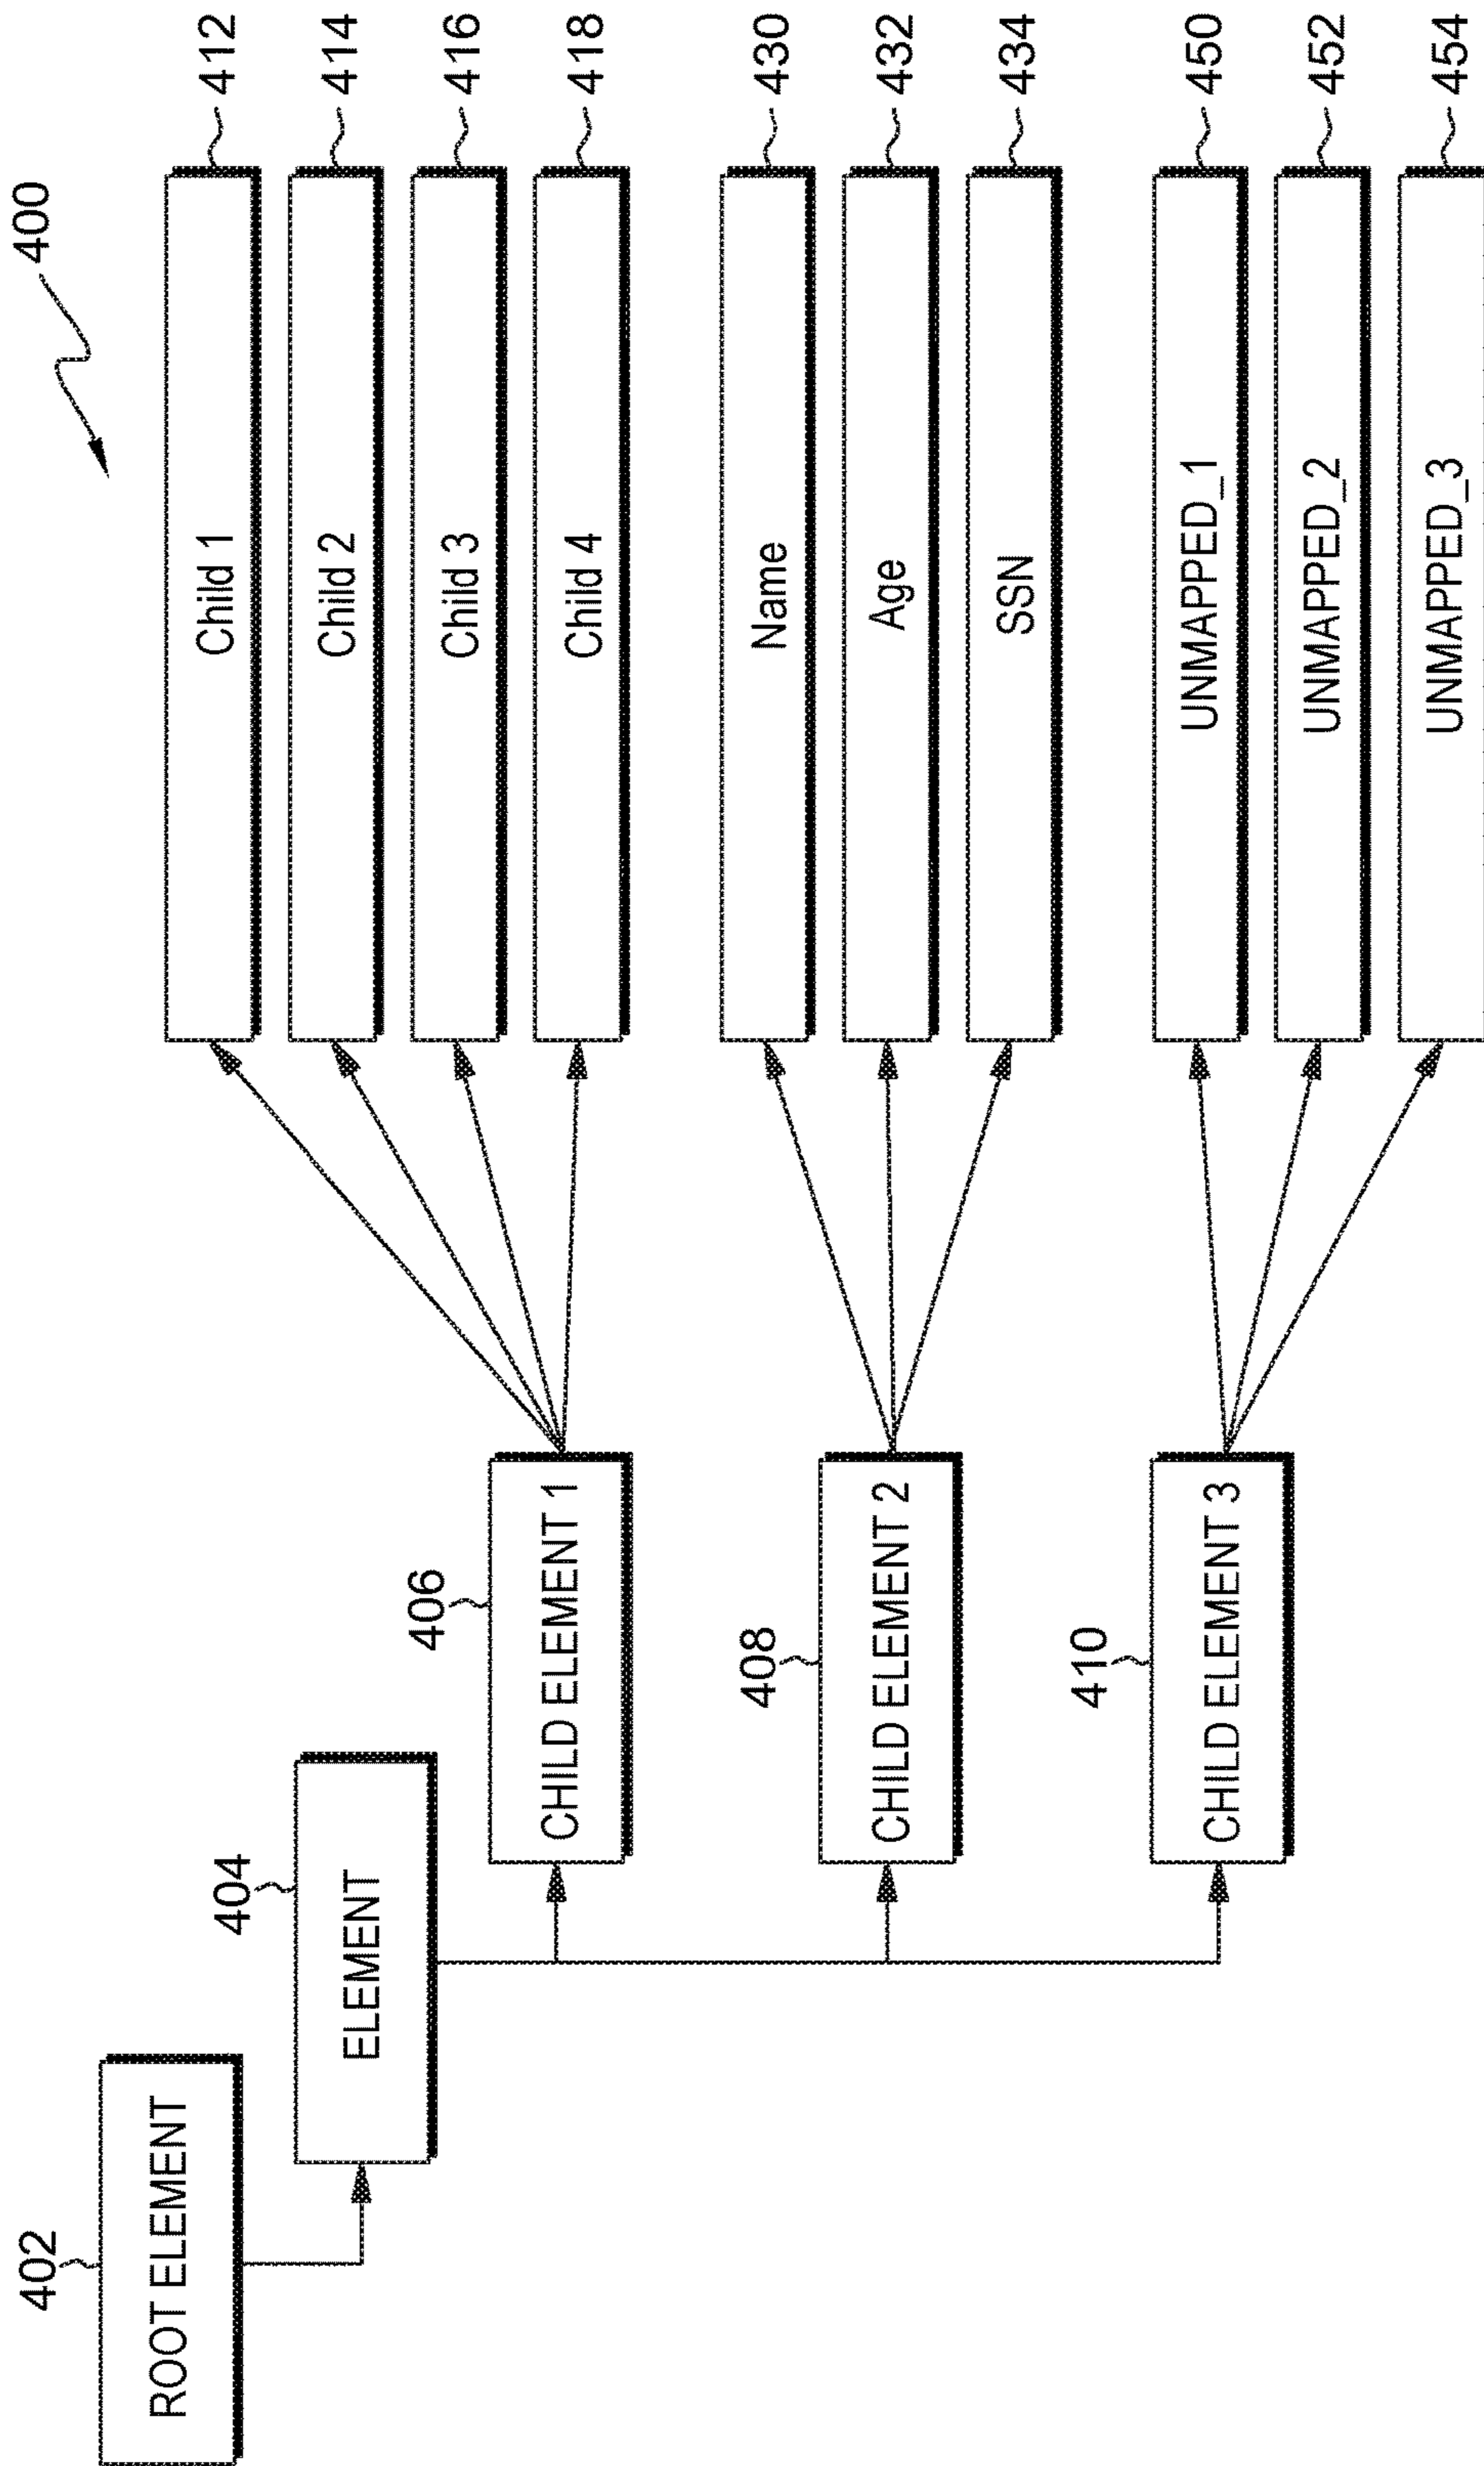 400
402
ROOT ELEMENT
404
ELEMENT
406
CHILD ELEMENT 1
Child 1
412
Child 2
414
Child 3
416
Child 4
418
408
CHILD ELEMENT 2
Name
430
Age
432
SSN
434
410
CHILD ELEMENT 3
UNMAPPED_1
450
UNMAPPED_2
452
UNMAPPED_3
454